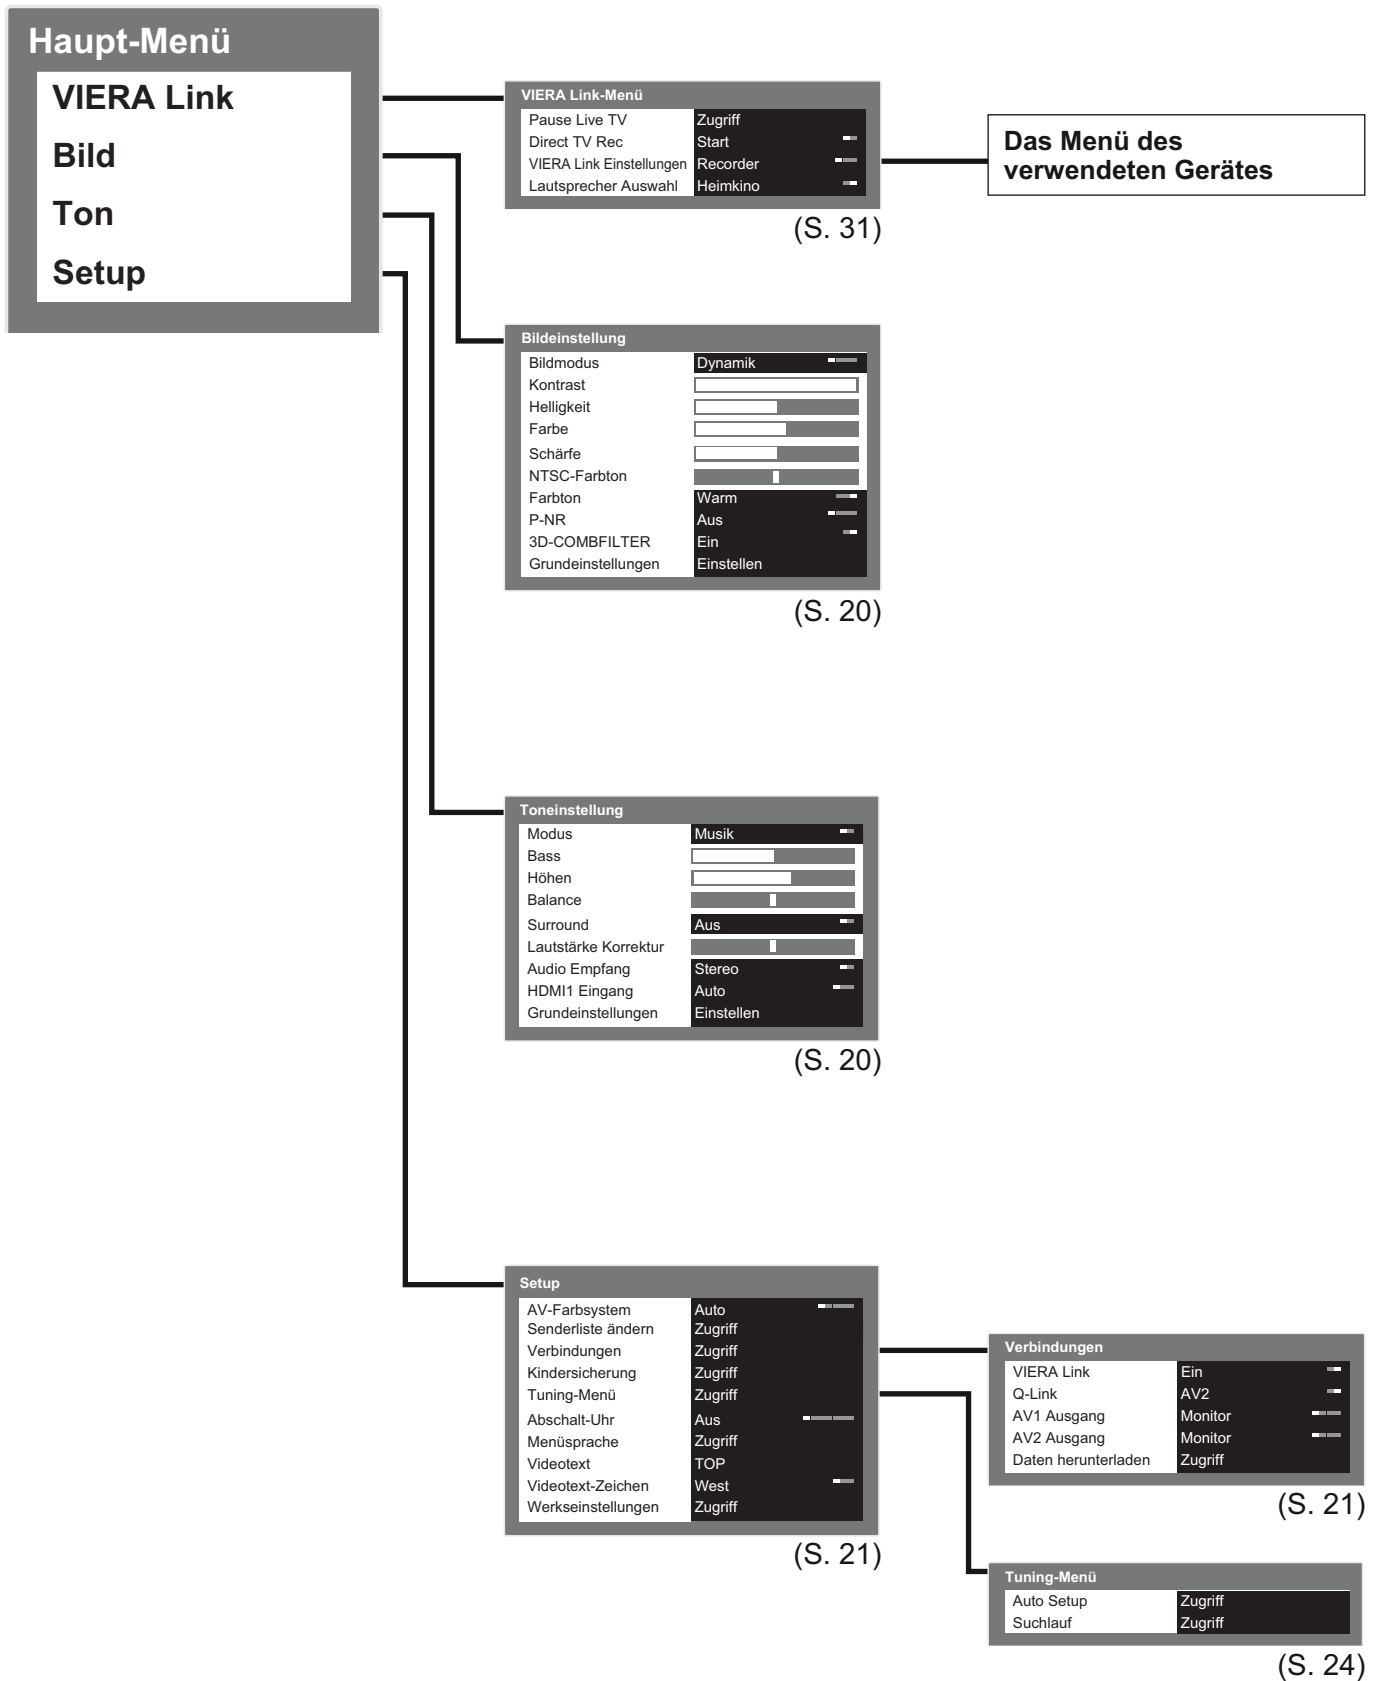 Haupt-Menü
VIERA Link
Bild
Ton
Setup
VIERA Link-Menü
Pause Live TV Zugriff
Direct TV Rec Start
VIERA Link Einstellungen Recorder
Lautsprecher Auswahl Heimkino
(S. 31)
Das Menü des
verwendeten Gerätes
Bildeinstellung
Bildmodus Dynamik
Kontrast
Helligkeit
Farbe
Schärfe
NTSC-Farbton
Farbton Warm
P-NR Aus
3D-COMBFILTER Ein
Grundeinstellungen Einstellen
(S. 20)
Toneinstellung
Modus Musik
Bass
Höhen
Balance
Surround Aus
Lautstärke Korrektur
Audio Empfang Stereo
HDMI1 Eingang Auto
Grundeinstellungen Einstellen
(S. 20)
Setup
AV-Farbsystem Auto
Senderliste ändern Zugriff
Verbindungen Zugriff
Kindersicherung Zugriff
Tuning-Menü Zugriff
Abschalt-Uhr Aus
Menüsprache Zugriff
Videotext TOP
Videotext-Zeichen West
Werkseinstellungen Zugriff
(S. 21)
Verbindungen
VIERA Link Ein
Q-Link AV2
AV1 Ausgang Monitor
AV2 Ausgang Monitor
Daten herunterladen Zugriff
(S. 21)
Tuning-Menü
Auto Setup Zugriff
Suchlauf Zugriff
(S. 24)